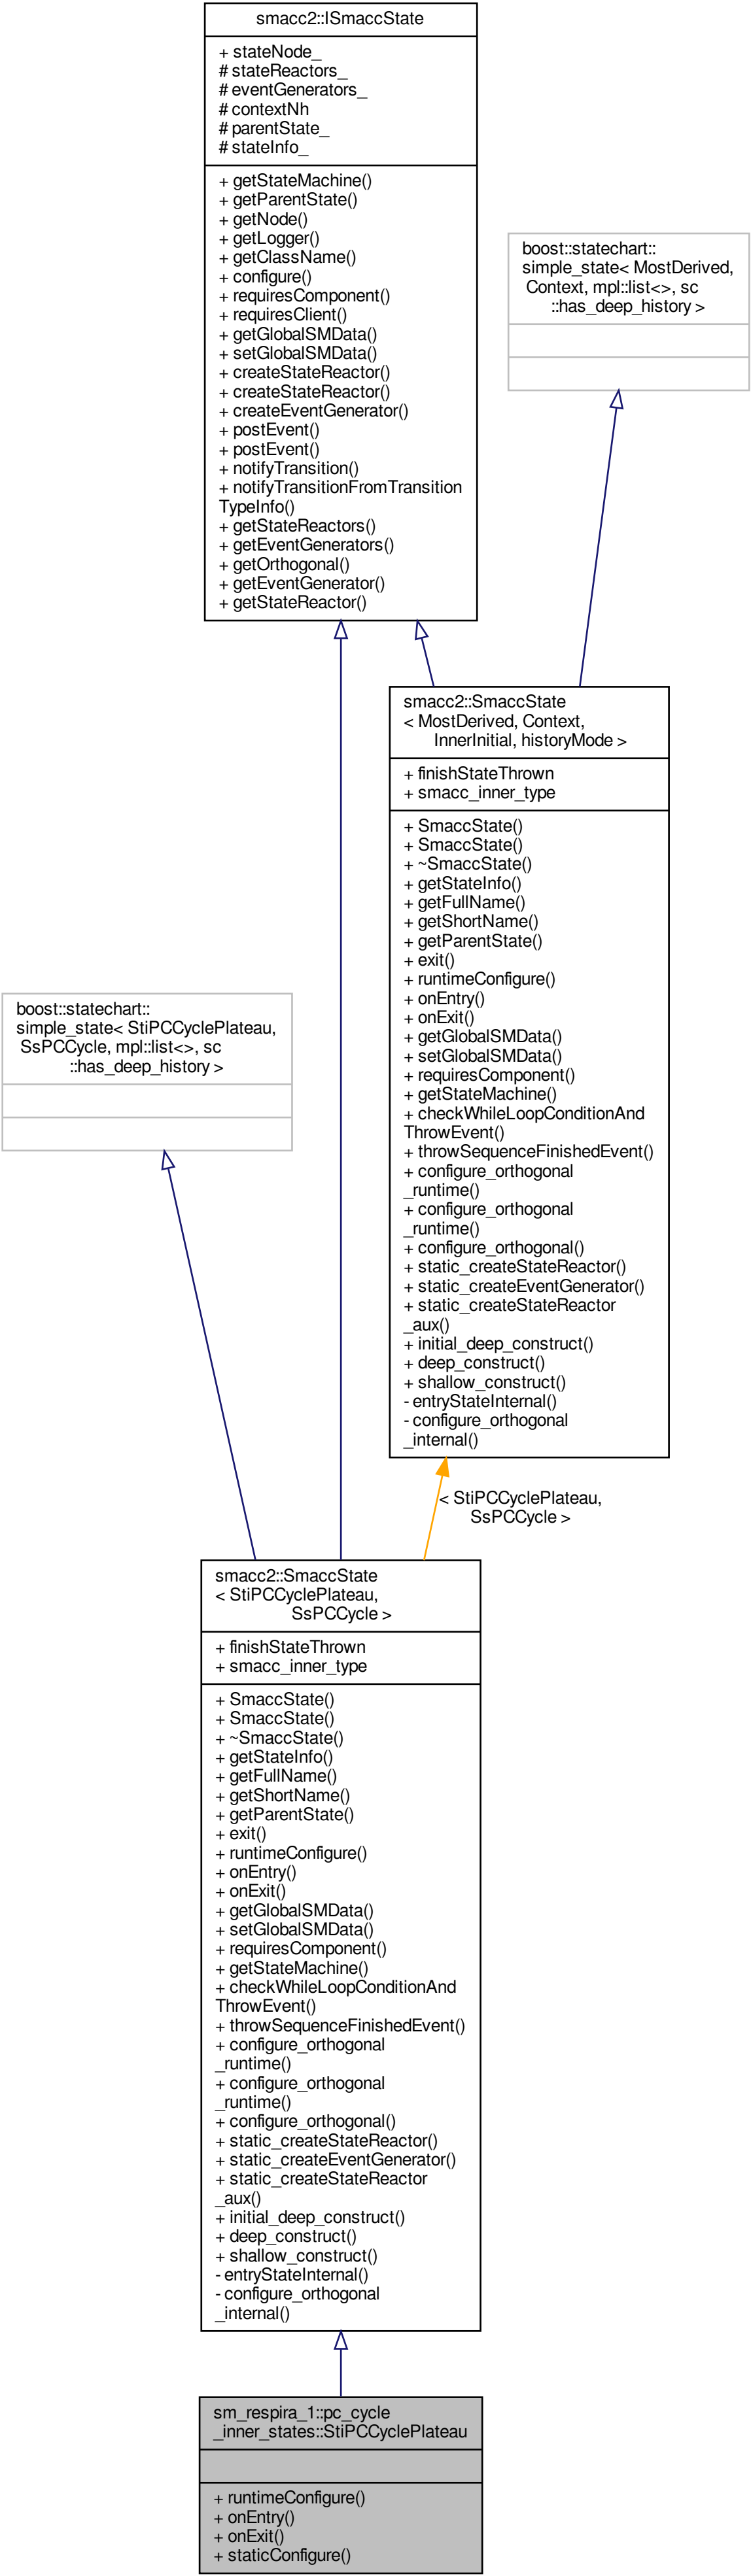 smacc2::ISmaccState
+ stateNode_
# stateReactors_
# eventGenerators_
# contextNh
# parentState_
# stateInfo_
+ getStateMachine()
+ getParentState()
+ getNode()
+ getLogger()
+ getClassName()
+ configure()
+ requiresComponent()
+ requiresClient()
+ getGlobalSMData()
+ setGlobalSMData()
+ createStateReactor()
+ createStateReactor()
+ createEventGenerator()
+ postEvent()
+ postEvent()
+ notifyTransition()
+ notifyTransitionFromTransition
TypeInfo()
+ getStateReactors()
+ getEventGenerators()
+ getOrthogonal()
+ getEventGenerator()
+ getStateReactor()
boost::statechart::
simple_state< MostDerived,
Context, mpl::list<>, sc
::has_deep_history >
smacc2::SmaccState
< MostDerived, Context,
InnerInitial, historyMode >
+ finishStateThrown
+ smacc_inner_type
+ SmaccState()
+ SmaccState()
+ ~SmaccState()
+ getStateInfo()
+ getFullName()
+ getShortName()
+ getParentState()
+ exit()
+ runtimeConfigure()
+ onEntry()
+ onExit()
+ getGlobalSMData()
+ setGlobalSMData()
+ requiresComponent()
+ getStateMachine()
+ checkWhileLoopConditionAnd
ThrowEvent()
+ throwSequenceFinishedEvent()
+ configure_orthogonal
_runtime()
+ configure_orthogonal
_runtime()
+ configure_orthogonal()
+ static_createStateReactor()
+ static_createEventGenerator()
+ static_createStateReactor
_aux()
+ initial_deep_construct()
+ deep_construct()
+ shallow_construct()
- entryStateInternal()
- configure_orthogonal
_internal()
boost::statechart::
simple_state< StiPCCyclePlateau,
SsPCCycle, mpl::list<>, sc
::has_deep_history >
< StiPCCyclePlateau,
SsPCCycle >
smacc2::SmaccState
< StiPCCyclePlateau,
SsPCCycle >
+ finishStateThrown
+ smacc_inner_type
+ SmaccState()
+ SmaccState()
+ ~SmaccState()
+ getStateInfo()
+ getFullName()
+ getShortName()
+ getParentState()
+ exit()
+ runtimeConfigure()
+ onEntry()
+ onExit()
+ getGlobalSMData()
+ setGlobalSMData()
+ requiresComponent()
+ getStateMachine()
+ checkWhileLoopConditionAnd
ThrowEvent()
+ throwSequenceFinishedEvent()
+ configure_orthogonal
_runtime()
+ configure_orthogonal
_runtime()
+ configure_orthogonal()
+ static_createStateReactor()
+ static_createEventGenerator()
+ static_createStateReactor
_aux()
+ initial_deep_construct()
+ deep_construct()
+ shallow_construct()
- entryStateInternal()
- configure_orthogonal
_internal()
sm_respira_1::pc_cycle
_inner_states::StiPCCyclePlateau
+ runtimeConfigure()
+ onEntry()
+ onExit()
+ staticConfigure()